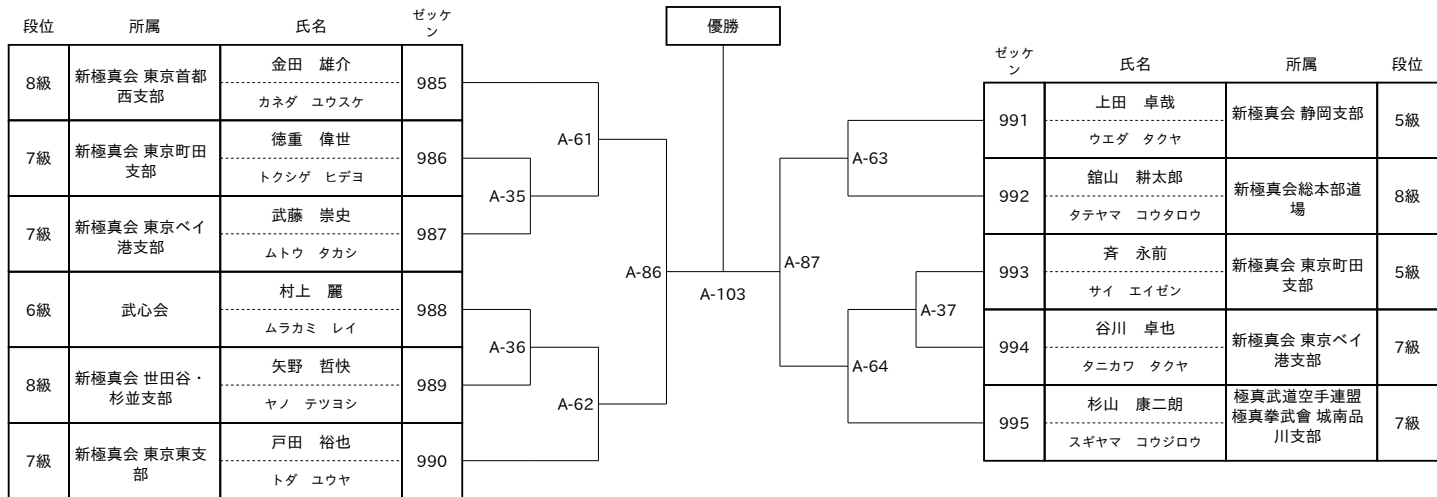 段位 所属 氏名 ゼッケ
ン
8級 新極真会 東京首都
西支部 金田 雄介
カネダ ユウスケ 985
7級 新極真会 東京町田
支部 徳重 偉世
トクシゲ ヒデヨ 986
7級 新極真会 東京ベイ
港支部 武藤 崇史
ムトウ タカシ 987
6級 武心会 村上 麗
ムラカミ レイ 988
8級 新極真会 世田谷・
杉並支部 矢野 哲快
ヤノ テツヨシ 989
7級 新極真会 東京東支
部 戸田 裕也
トダ ユウヤ 990
A-61
A-35
A-86
A-36
A-62
優勝
A-103
A-63
A-87
A-37
A-64
ゼッケ
ン 氏名 所属 段位
991 上田 卓哉
ウエダ タクヤ 新極真会 静岡支部 5級
992 舘山 耕太郎
タテヤマ コウタロウ 新極真会総本部道
場 8級
993 斉 永前
サイ エイゼン 新極真会 東京町田
支部 5級
994 谷川 卓也
タニカワ タクヤ 新極真会 東京ベイ
港支部 7級
995 杉山 康二朗
スギヤマ コウジロウ 極真武道空手連盟
極真拳武會 城南品
川支部 7級